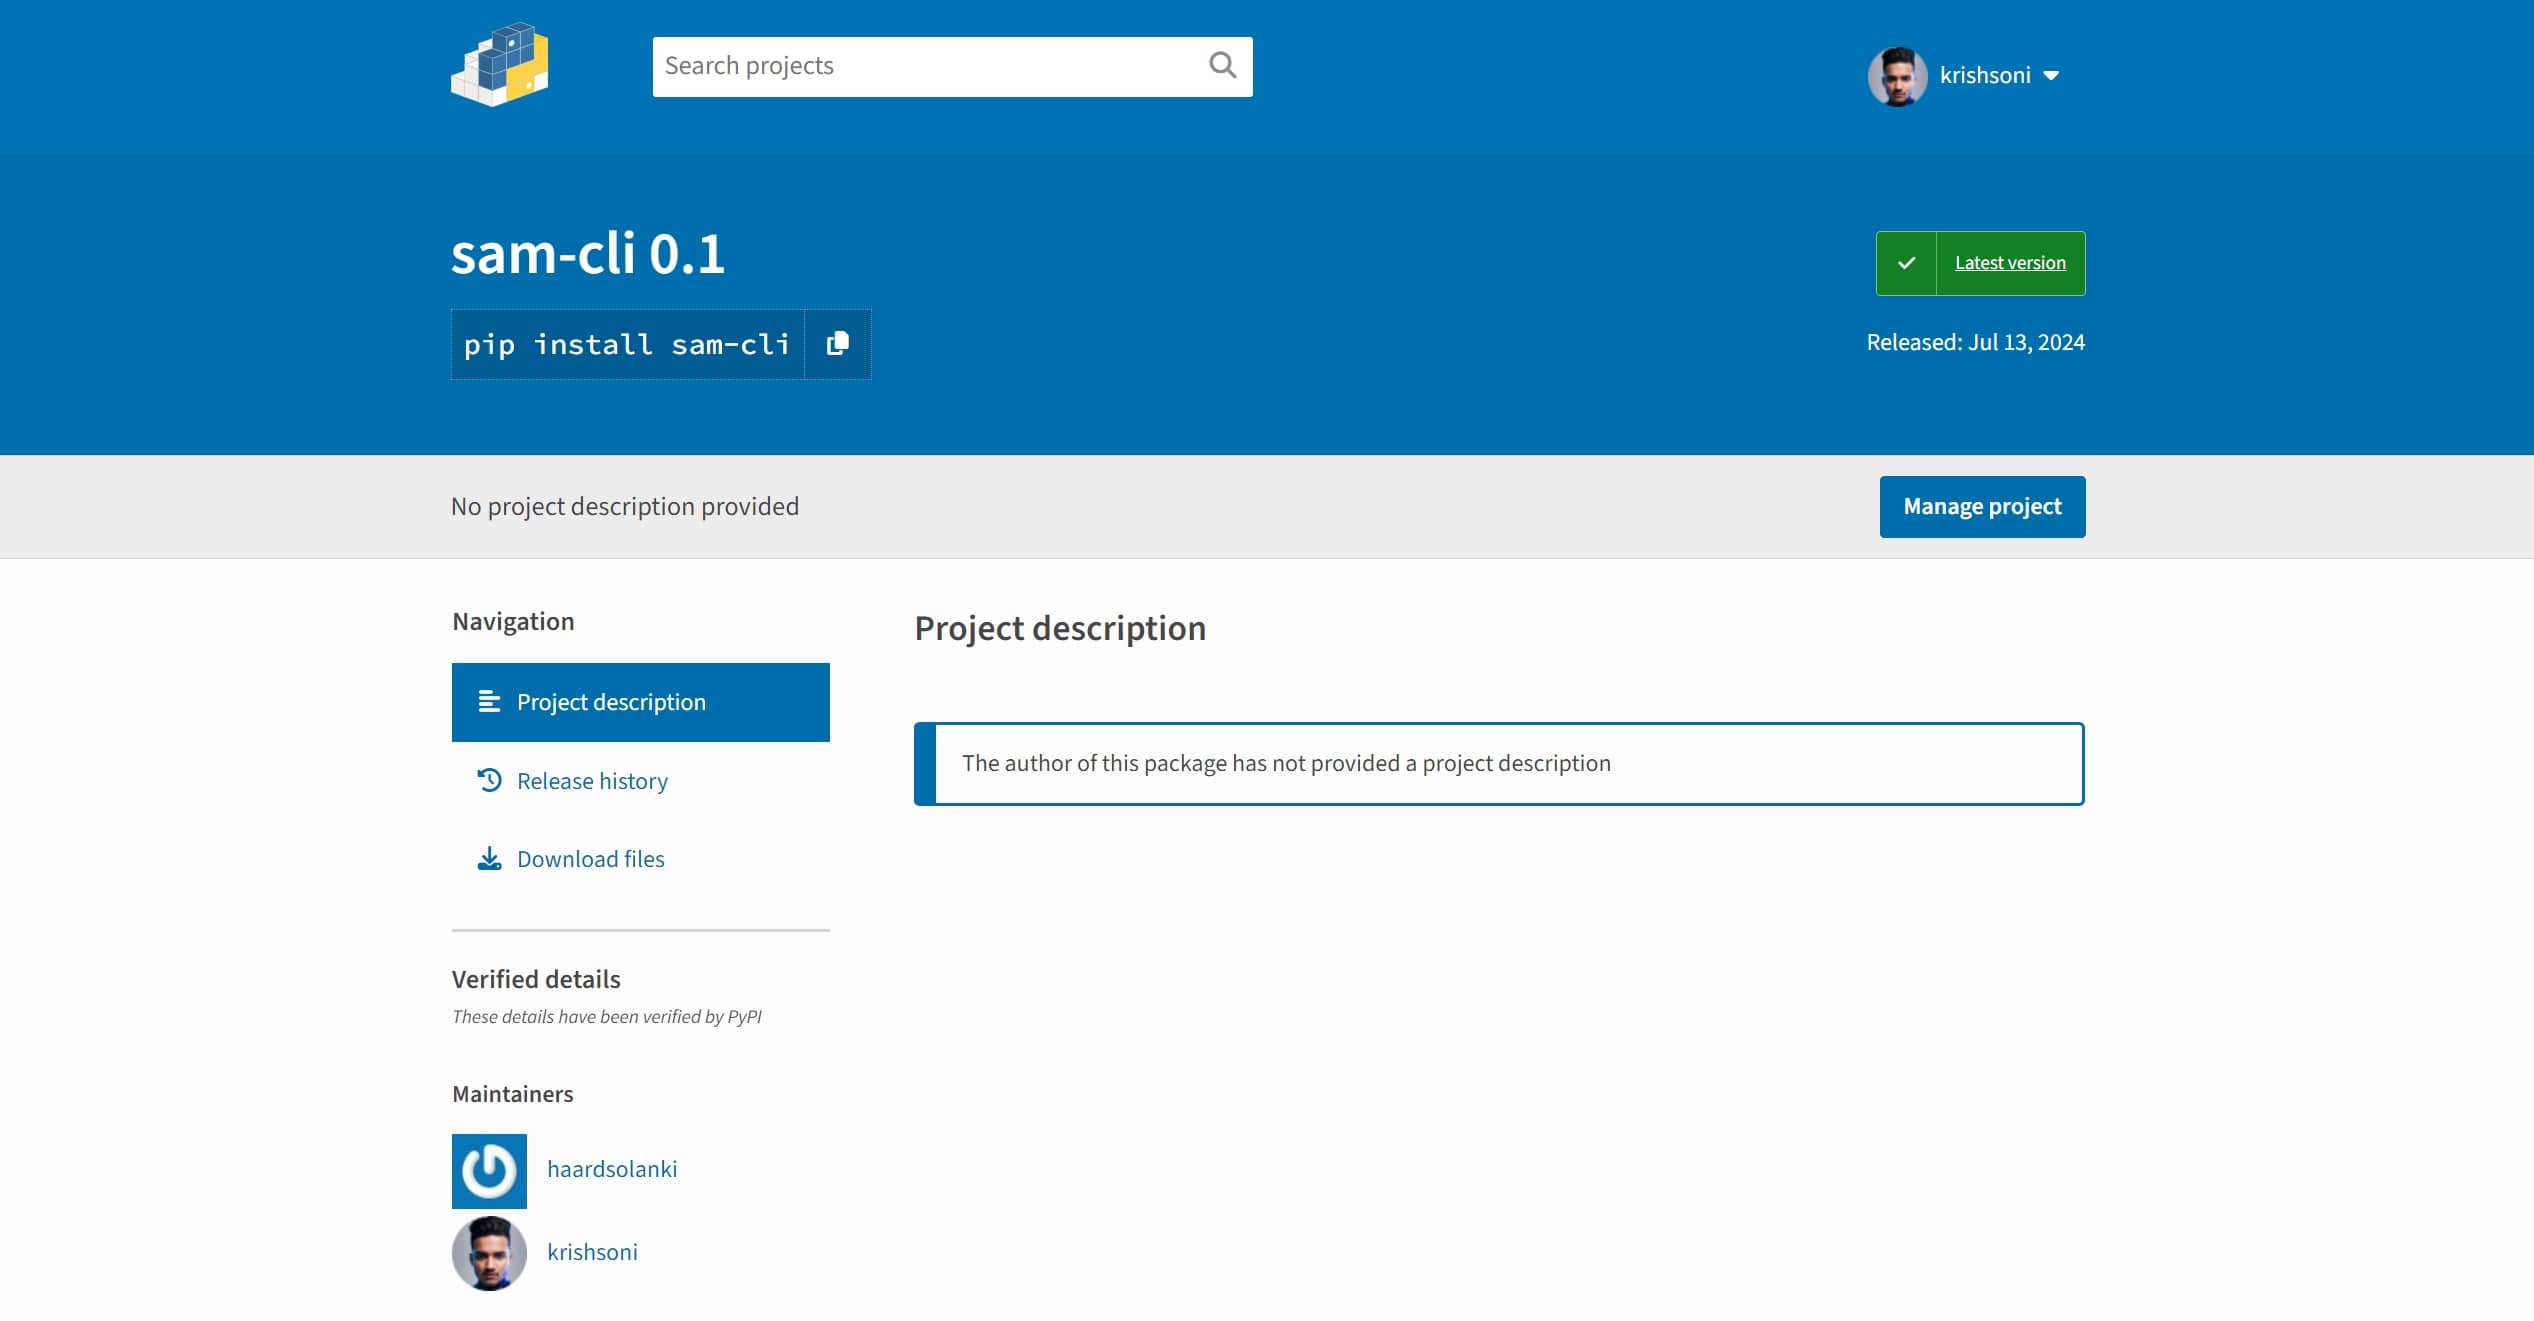 Search projects
krishsoni
sam-cli 0.1
Latest version
pip install sam-cli
Released: Jul 13, 2024
No project description provided
Manage project
Navigation
Project description
Release history
Download files
Verified details
These details have been verified by PyPI
Maintainers
haardsolanki
krishsoni
Project description
The author of this package has not provided a project description